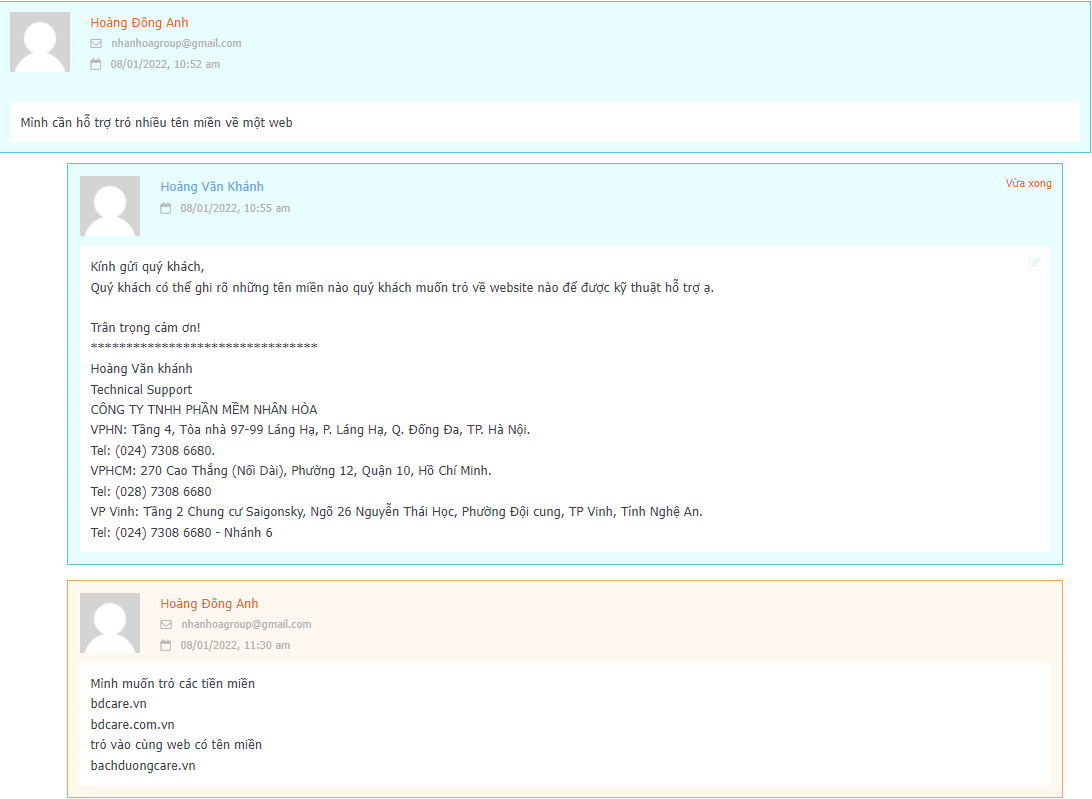 Hoàng Đông Anh
nhanhoagroup@gmail.com
08/01/2022, 10:52 am
Mình cần hỗ trợ trỏ nhiều tên miền về một web
Hoàng Văn Khánh
Vừa xong
08/01/2022, 10:55 am
Kính gửi quý khách,
Quý khách có thể ghi rõ những tên miền nào quý khách muốn trỏ về website nào để được kỹ thuật hỗ trợ ạ.
Trân trọng cảm ơn!
********************************
Hoàng Văn khánh
Technical Support
CÔNG TY TNHH PHẦN MỀM NHÂN HÒA
VPHN: Tầng 4, Tòa nhà 97-99 Láng Hạ, P. Láng Hạ, Q. Đống Đa, TP. Hà Nội.
Tel: (024) 7308 6680.
VPHCM: 270 Cao Thắng (Nối Dài), Phường 12, Quận 10, Hồ Chí Minh.
Tel: (028) 7308 6680
VP Vinh: Tầng 2 Chung cư Saigonsky, Ngõ 26 Nguyễn Thái Học, Phường Đội cung, TP Vinh, Tỉnh Nghệ An.
Tel: (024) 7308 6680 - Nhánh 6
Hoàng Đông Anh
nhanhoagroup@gmail.com
08/01/2022, 11:30 am
Mình muốn trỏ các tiền miền
bdcare.vn
bdcare.com.vn
trỏ vào cùng web có tên miền
bachduongcare.vn